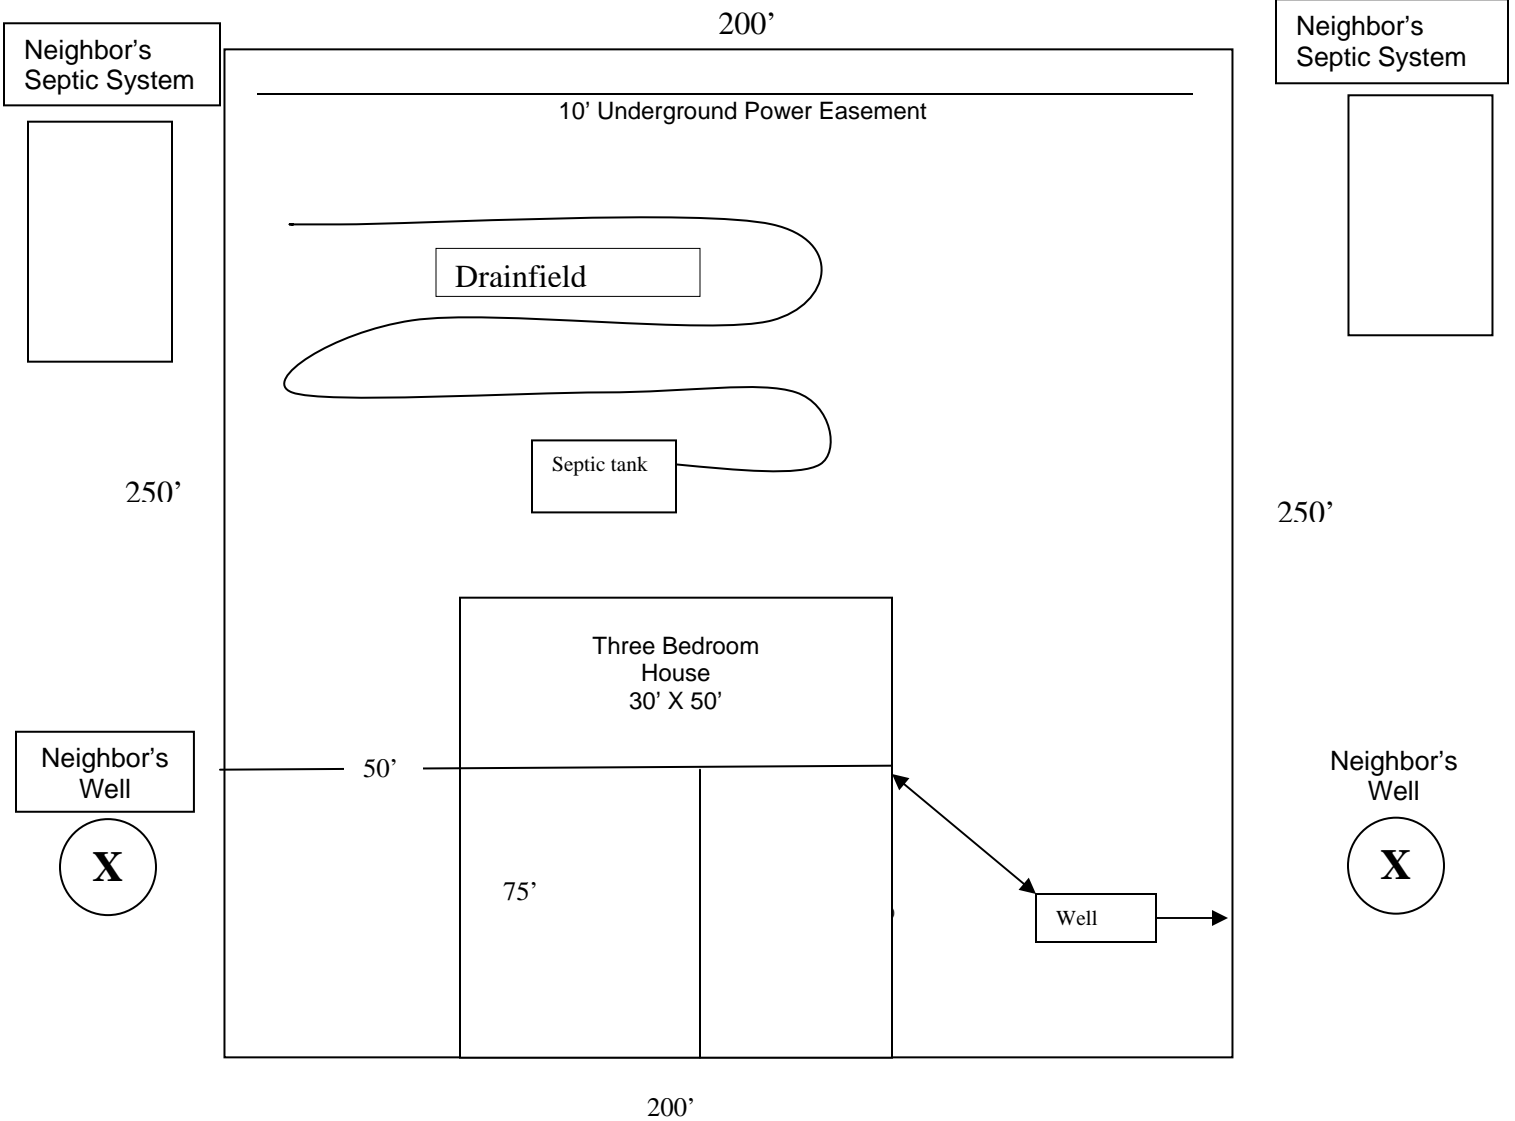 200’
Neighbor’s
Septic System
Neighbor’s
Septic System
10’ Underground Power Easement
Drainfield
Septic tank
250’
250’
Three Bedroom
House
30’ X 50’
Neighbor’s
Well
50’
Neighbor’s
Well
X
X
75’
Well
200’